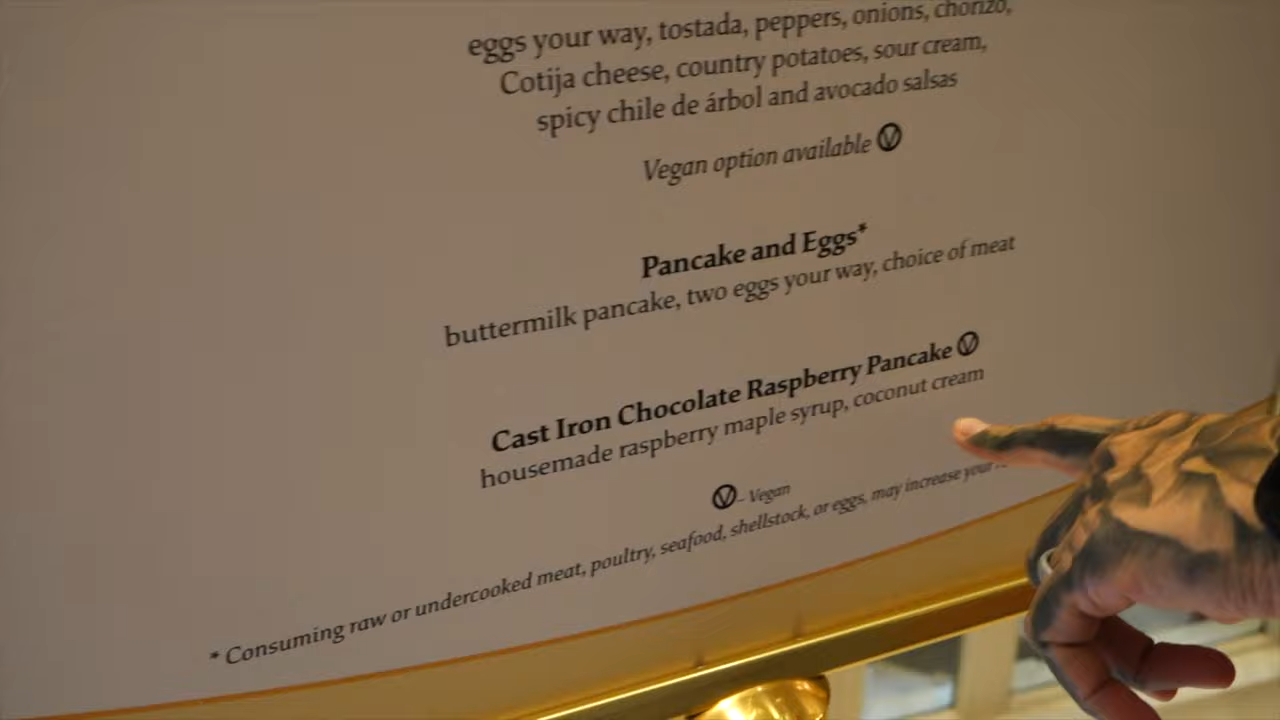 eggs your way, tostada, peppers, onions, chorizo,
Cotija cheese, country potatoes, sour cream,
spicy chile de árbol and avocado salsas
Vegan option available Ⓥ
Pancake and Eggs*
buttermilk pancake, two eggs your way, choice of meat
Cast Iron Chocolate Raspberry Pancake Ⓥ
housemade raspberry maple syrup, coconut cream
Ⓥ - Vegan
* Consuming raw or undercooked meat, poultry, seafood, shellstock, or eggs, may increase your